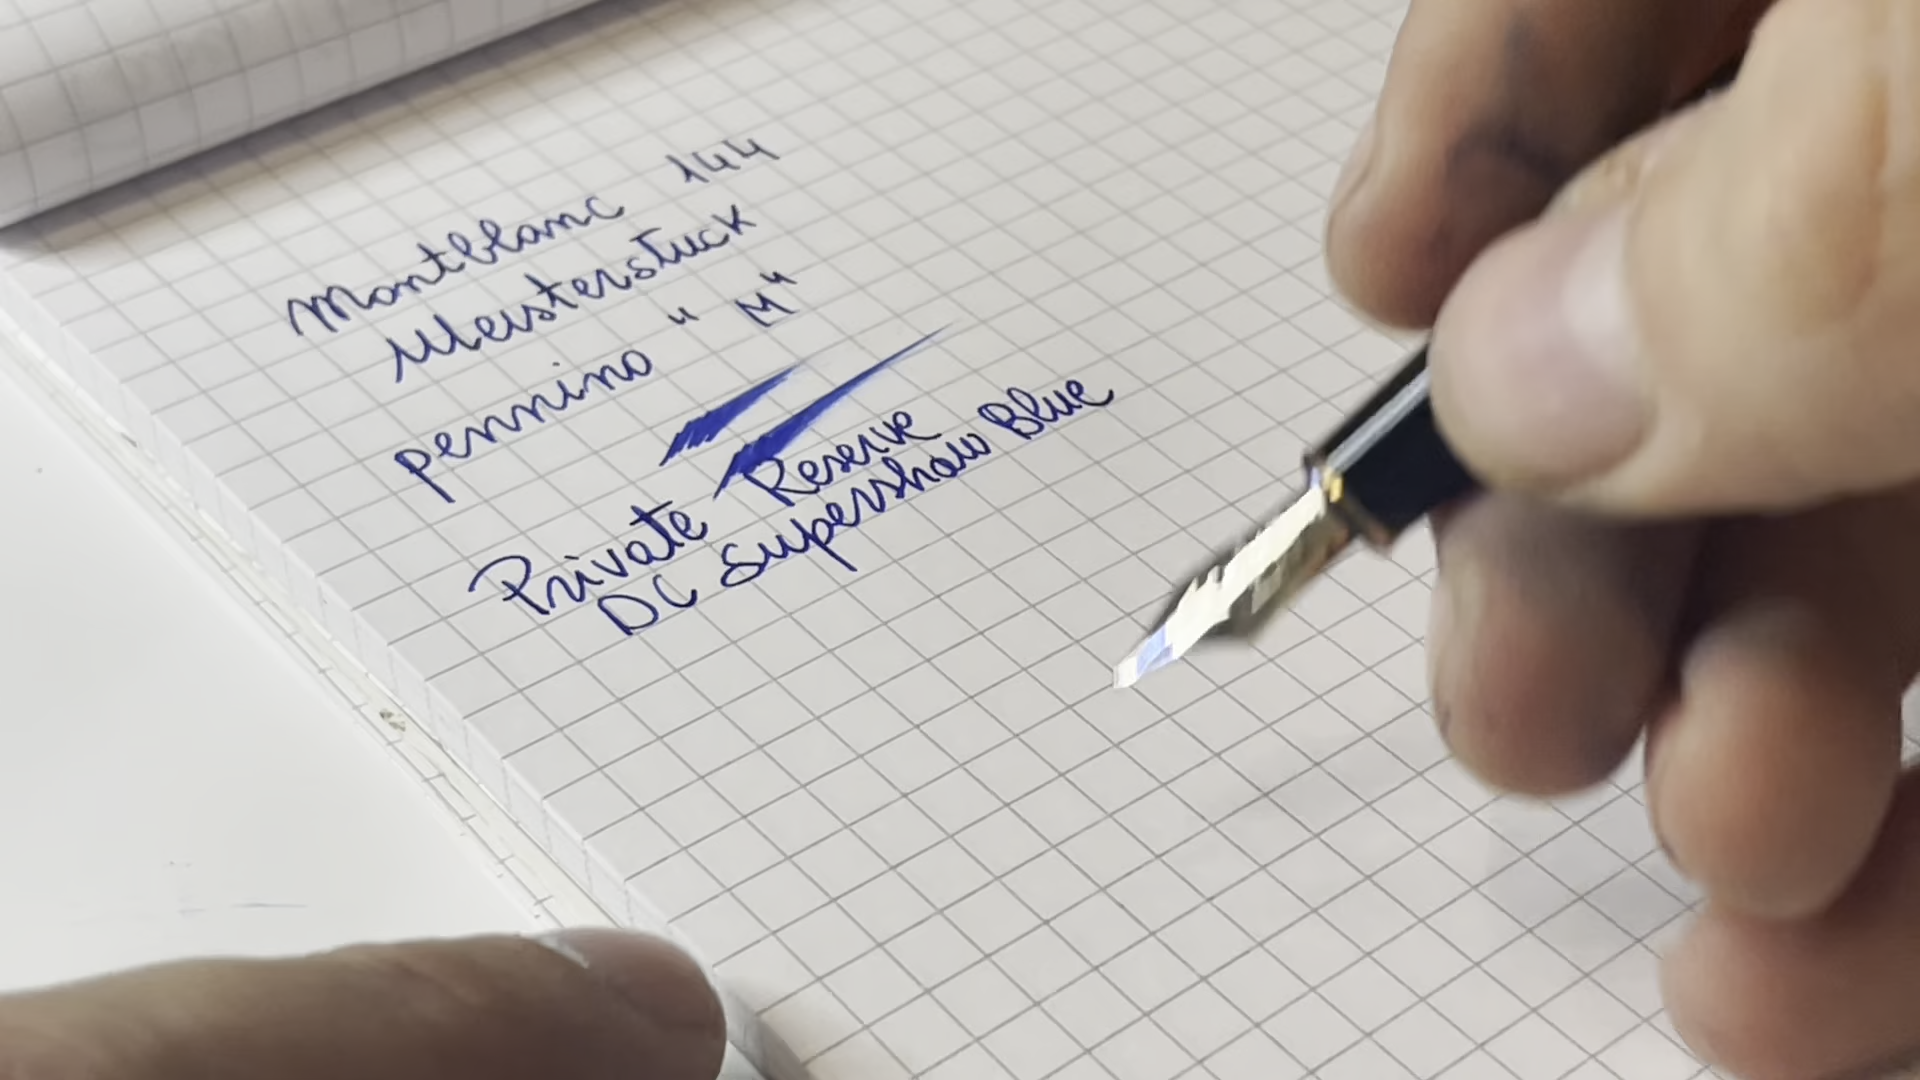 Montblanc 144
Meisterstuck
pennino " M"
Private Reserve
DC supershow Blue